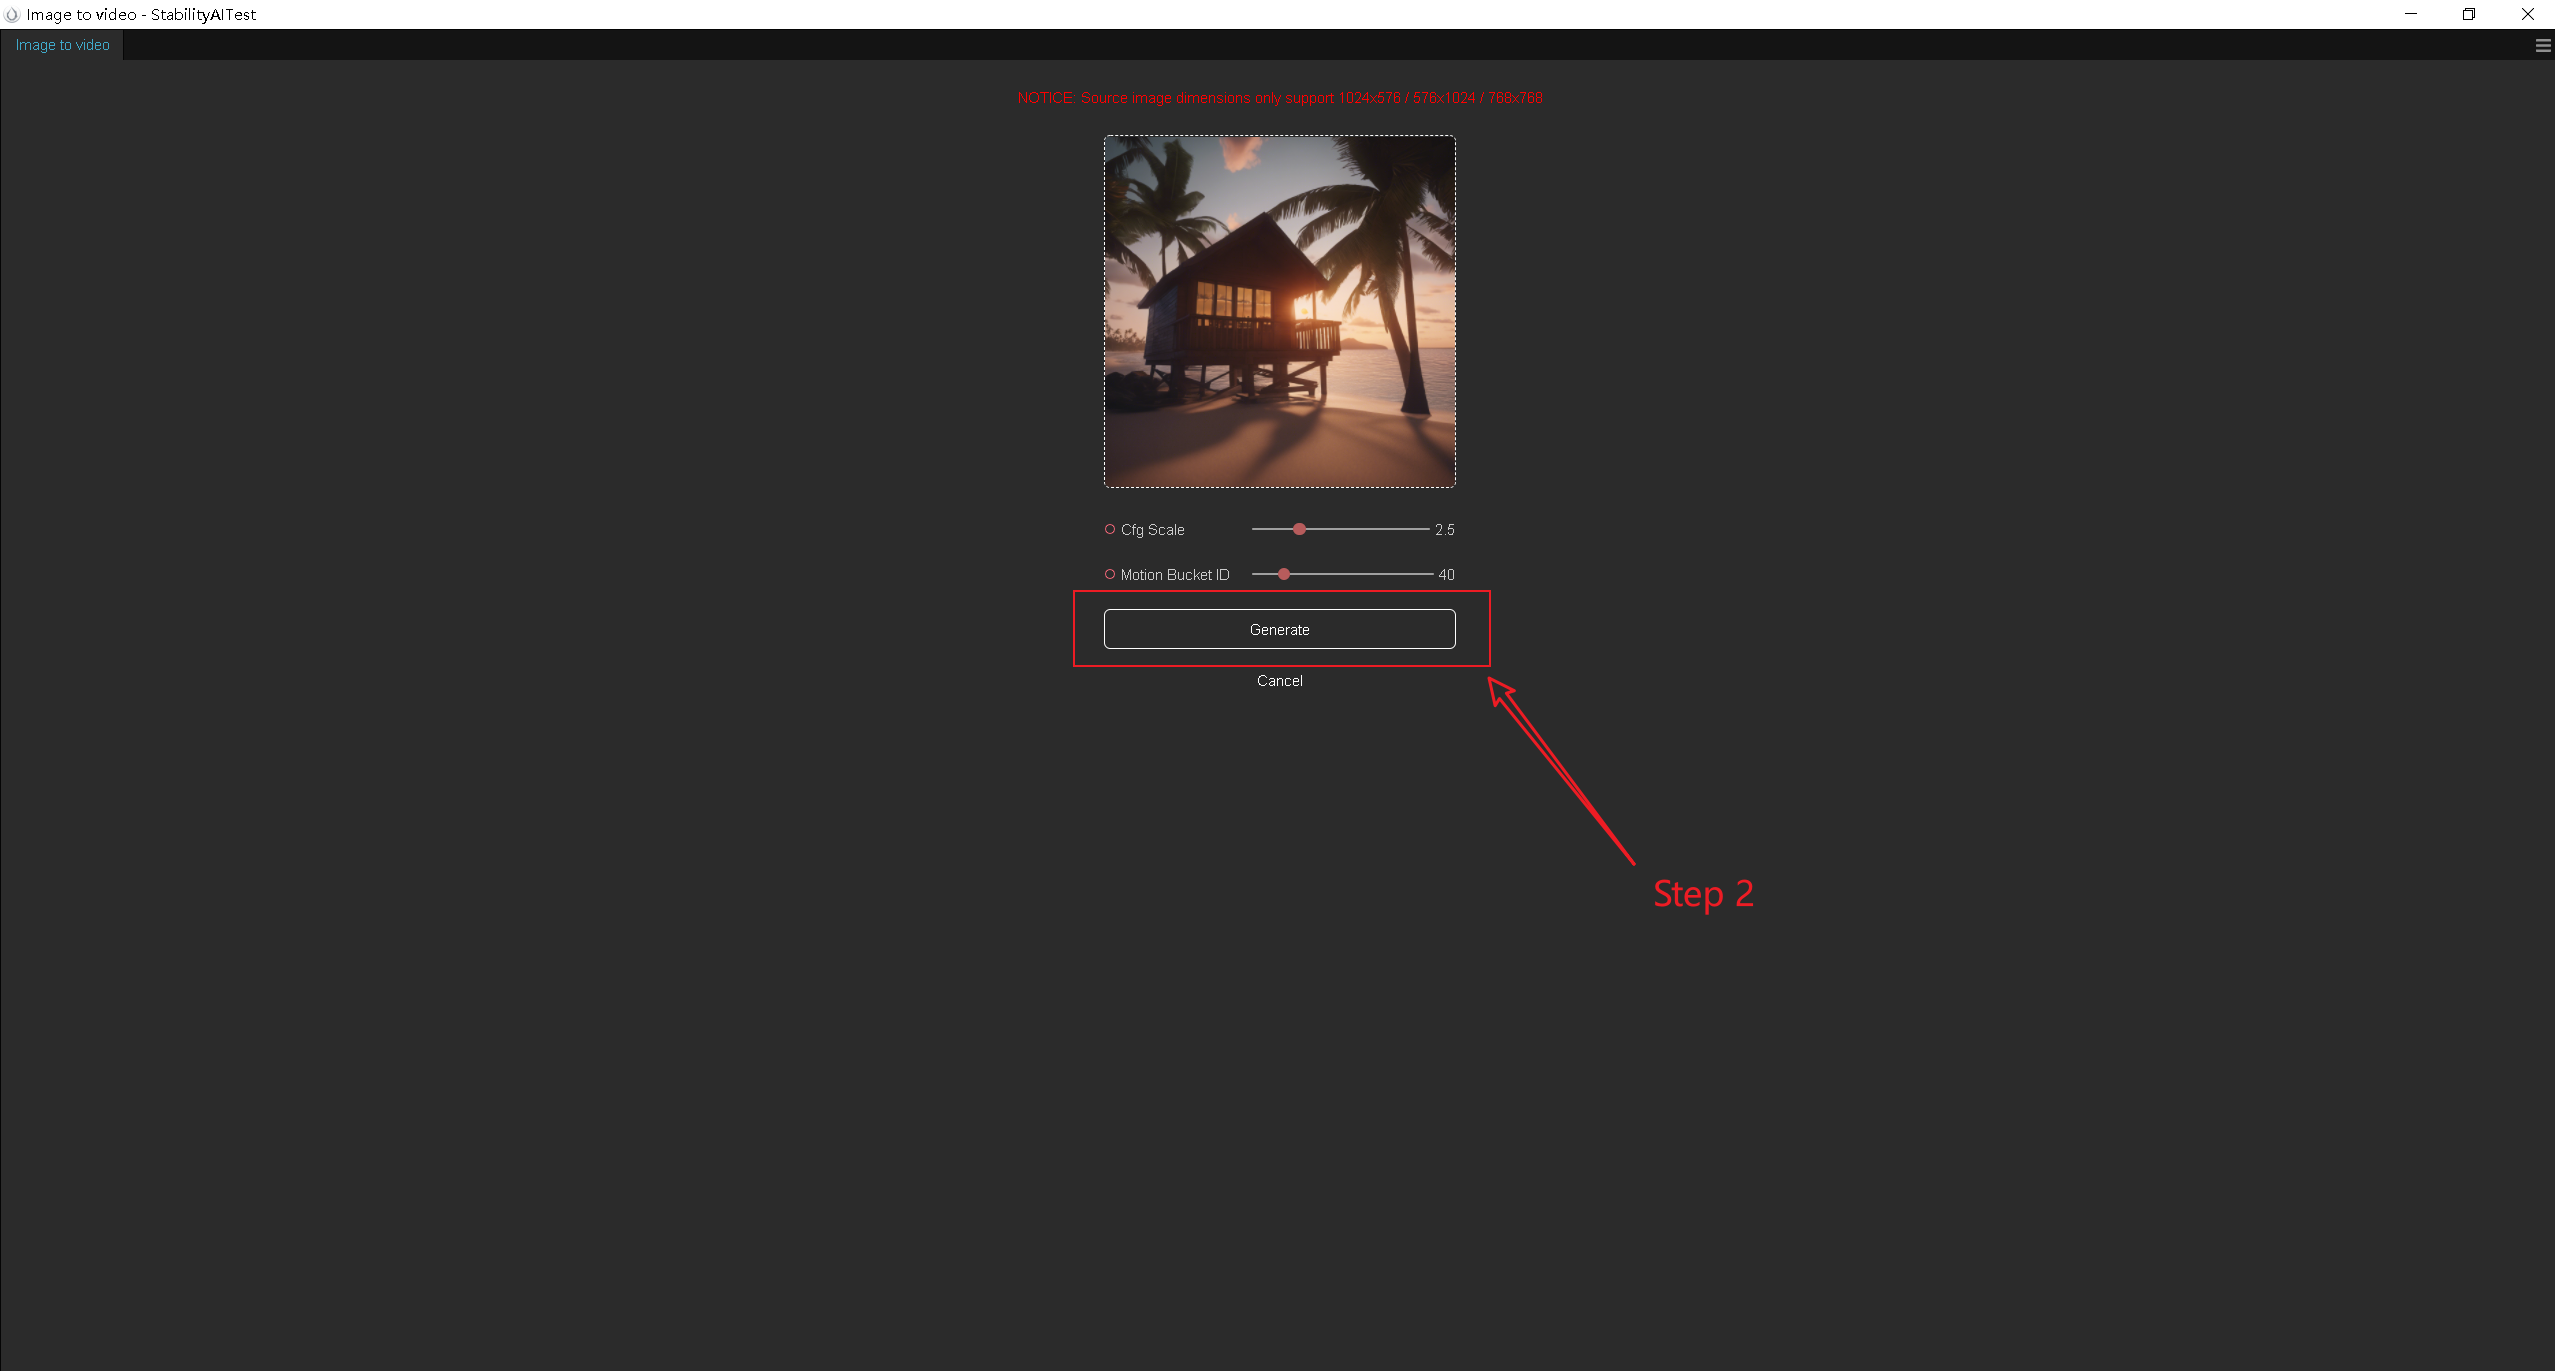 Image to video - StabilityAITest
Image to video
NOTICE: Source image dimensions only support 1024x576 / 576x1024 / 768x768
Cfg Scale 2.5
Motion Bucket ID 40
Generate
Cancel
Step 2